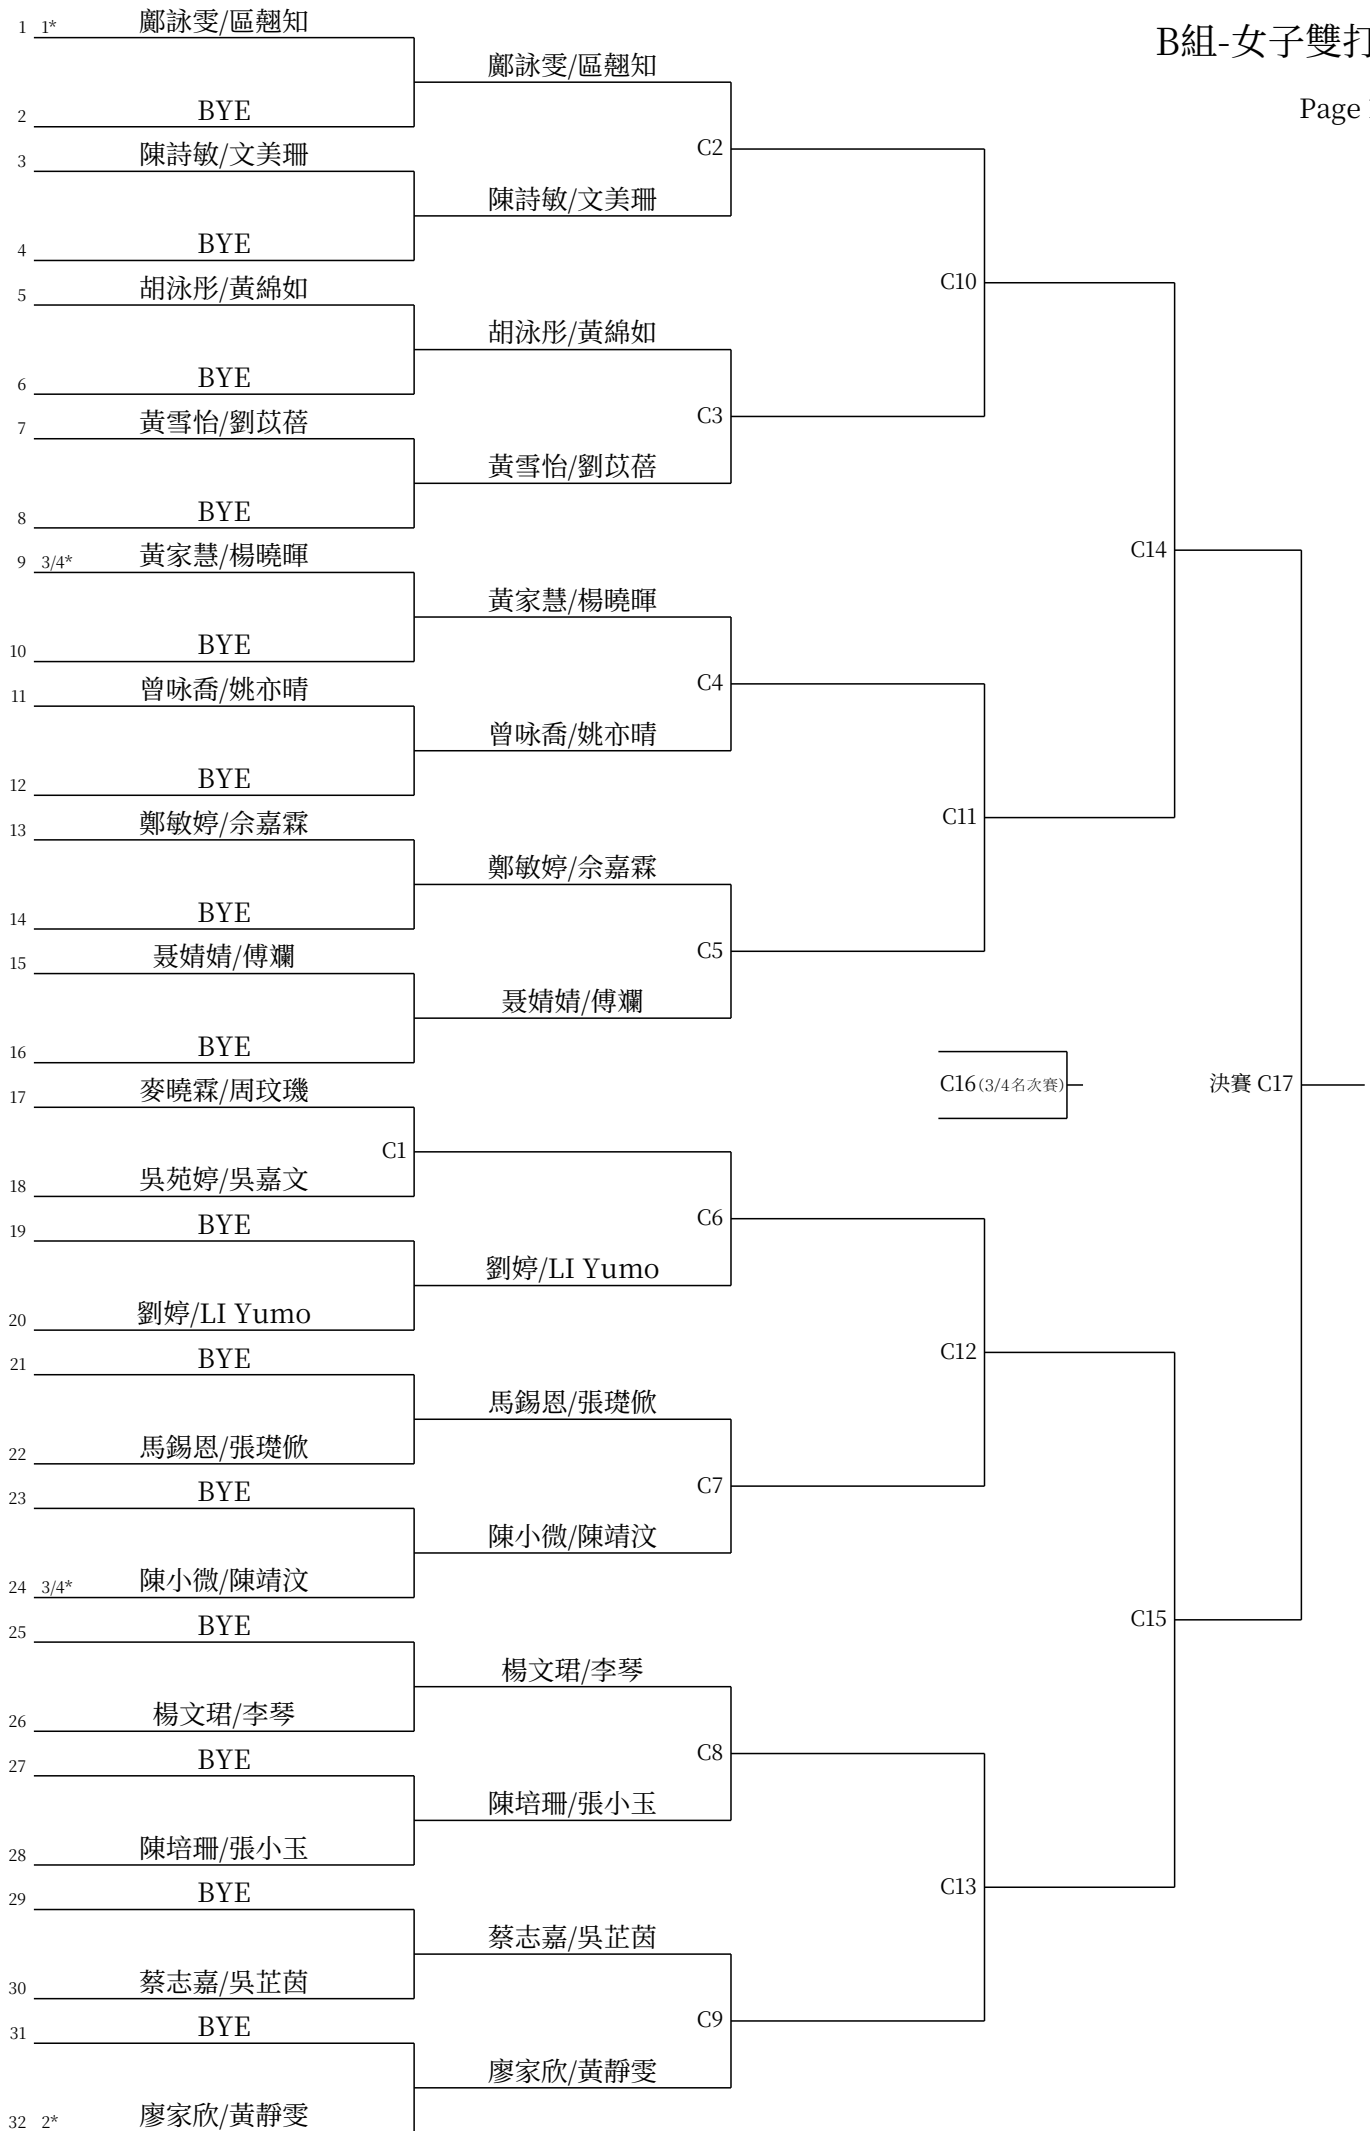 B組-女子雙打
Page
1 1* 鄺詠雯/區翹知
鄺詠雯/區翹知
2 BYE
C2
3 陳詩敏/文美珊
陳詩敏/文美珊
4 BYE
C10
5 胡泳彤/黃綿如
胡泳彤/黃綿如
6 BYE
C3
7 黃雪怡/劉苡蓓
黃雪怡/劉苡蓓
8 BYE
C14
9 3/4* 黃家慧/楊曉暉
黃家慧/楊曉暉
10 BYE
C4
11 曾咏喬/姚亦晴
曾咏喬/姚亦晴
12 BYE
C11
13 鄭敏婷/佘嘉霖
鄭敏婷/佘嘉霖
14 BYE
C5
15 聂婧婧/傅斕
聂婧婧/傅斕
16 BYE
C16(3/4名次賽) 決賽 C17
17 麥曉霖/周玟璣
C1
18 吳苑婷/吳嘉文
C6
19 BYE
劉婷/LI Yumo
20 劉婷/LI Yumo
C12
21 BYE
馬錫恩/張璴俽
22 馬錫恩/張璴俽
C7
23 BYE
陳小微/陳靖汶
24 3/4* 陳小微/陳靖汶
C15
25 BYE
楊文珺/李琴
26 楊文珺/李琴
C8
27 BYE
陳培珊/張小玉
28 陳培珊/張小玉
C13
29 BYE
蔡志嘉/吳芷茵
30 蔡志嘉/吳芷茵
C9
31 BYE
廖家欣/黃靜雯
32 2* 廖家欣/黃靜雯